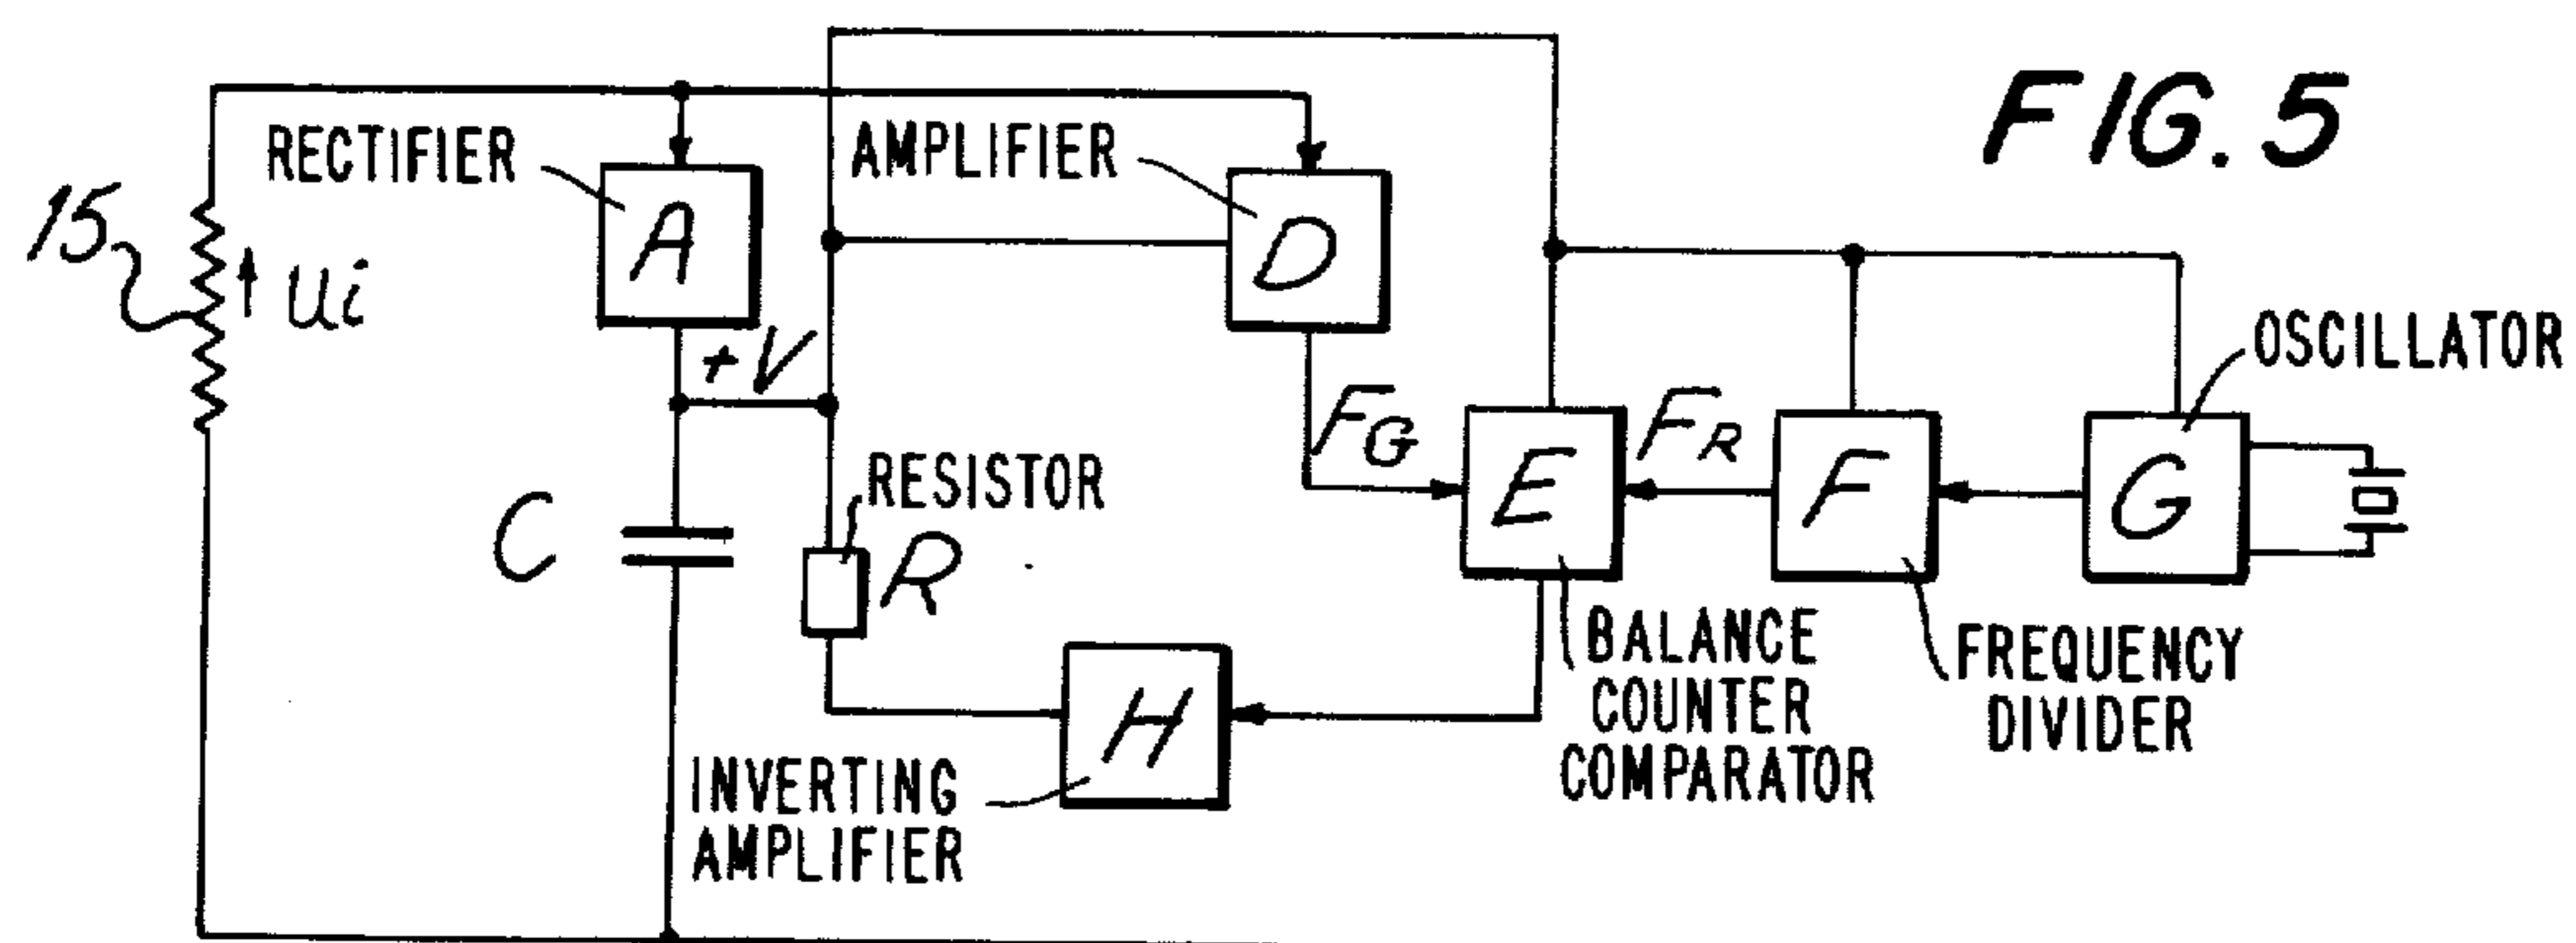 FIG. 5
RECTIFIER
AMPLIFIER
15
A
D
Ui
+V
OSCILLATOR
FG
FR
RESISTOR
E
F
G
C
R
BALANCE
COUNTER
COMPARATOR
FREQUENCY
DIVIDER
H
INVERTING
AMPLIFIER